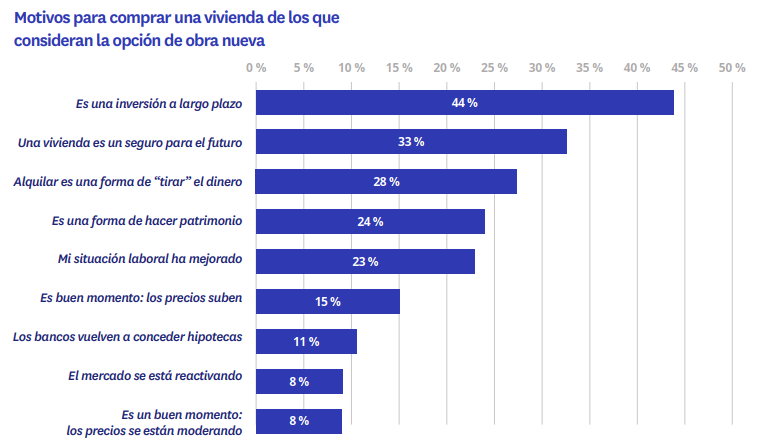 Motivos para comprar una vivienda de los que
consideran la opción de obra nueva
0 % 5 % 10 % 15 % 20 % 25 % 30 % 35 % 40 % 45 % 50 %
Es una inversión a largo plazo 44 %
Una vivienda es un seguro para el futuro 33 %
Alquilar es una forma de “tirar” el dinero 28 %
Es una forma de hacer patrimonio 24 %
Mi situación laboral ha mejorado 23 %
Es buen momento: los precios suben 15 %
Los bancos vuelven a conceder hipotecas 11 %
El mercado se está reactivando 8 %
Es un buen momento:
los precios se están moderando 8 %